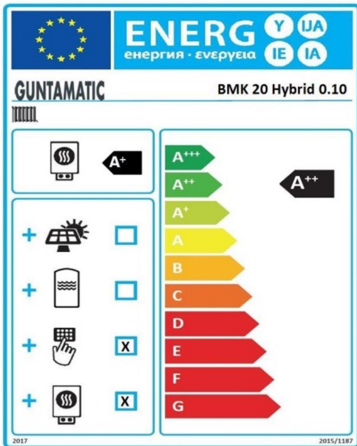 ENERG Y IJA
енергия · ενεργεια IE IA
GUNTAMATIC
BMK 20 Hybrid 0.10
A+
A+++
A++
A++
A+
A
B
C
X
D
E
F
X
G
2017
2015/1187